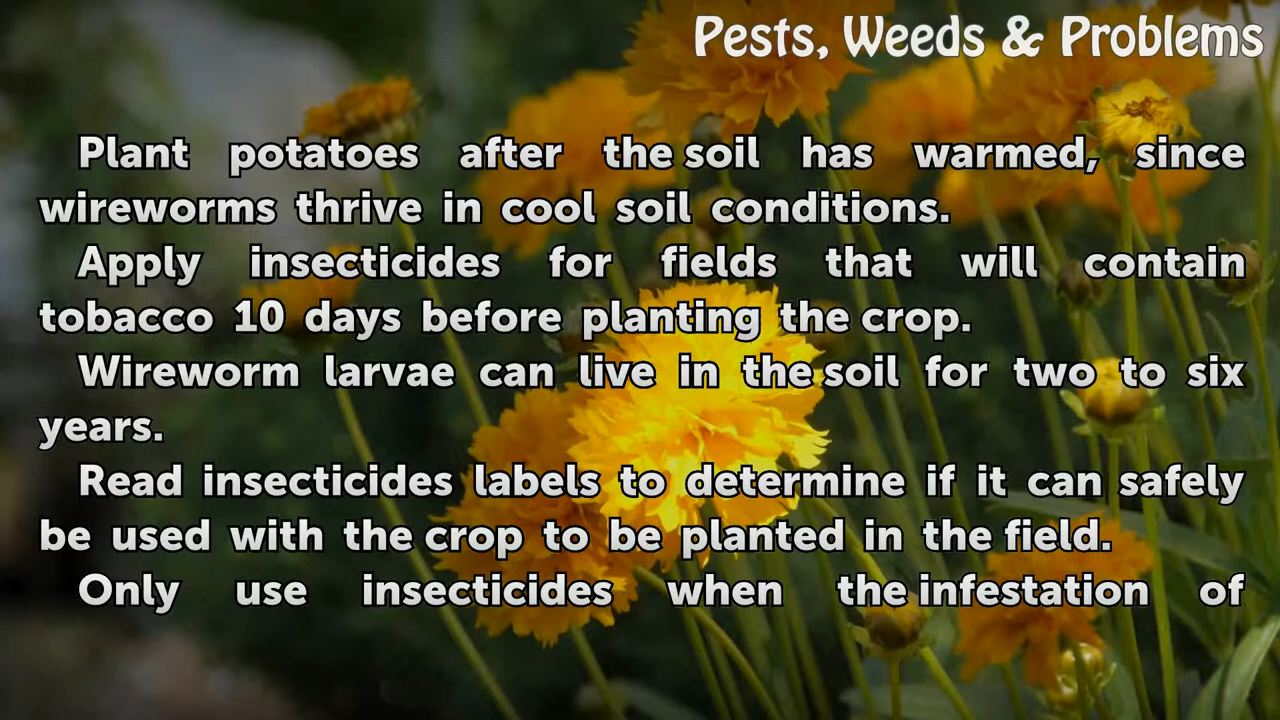 Pests, Weeds & Problems
Plant potatoes after the soil has warmed, since
wireworms thrive in cool soil conditions.
Apply insecticides for fields that will contain
tobacco 10 days before planting the crop.
Wireworm larvae can live in the soil for two to six
years.
Read insecticides labels to determine if it can safely
be used with the crop to be planted in the field.
Only use insecticides when the infestation of